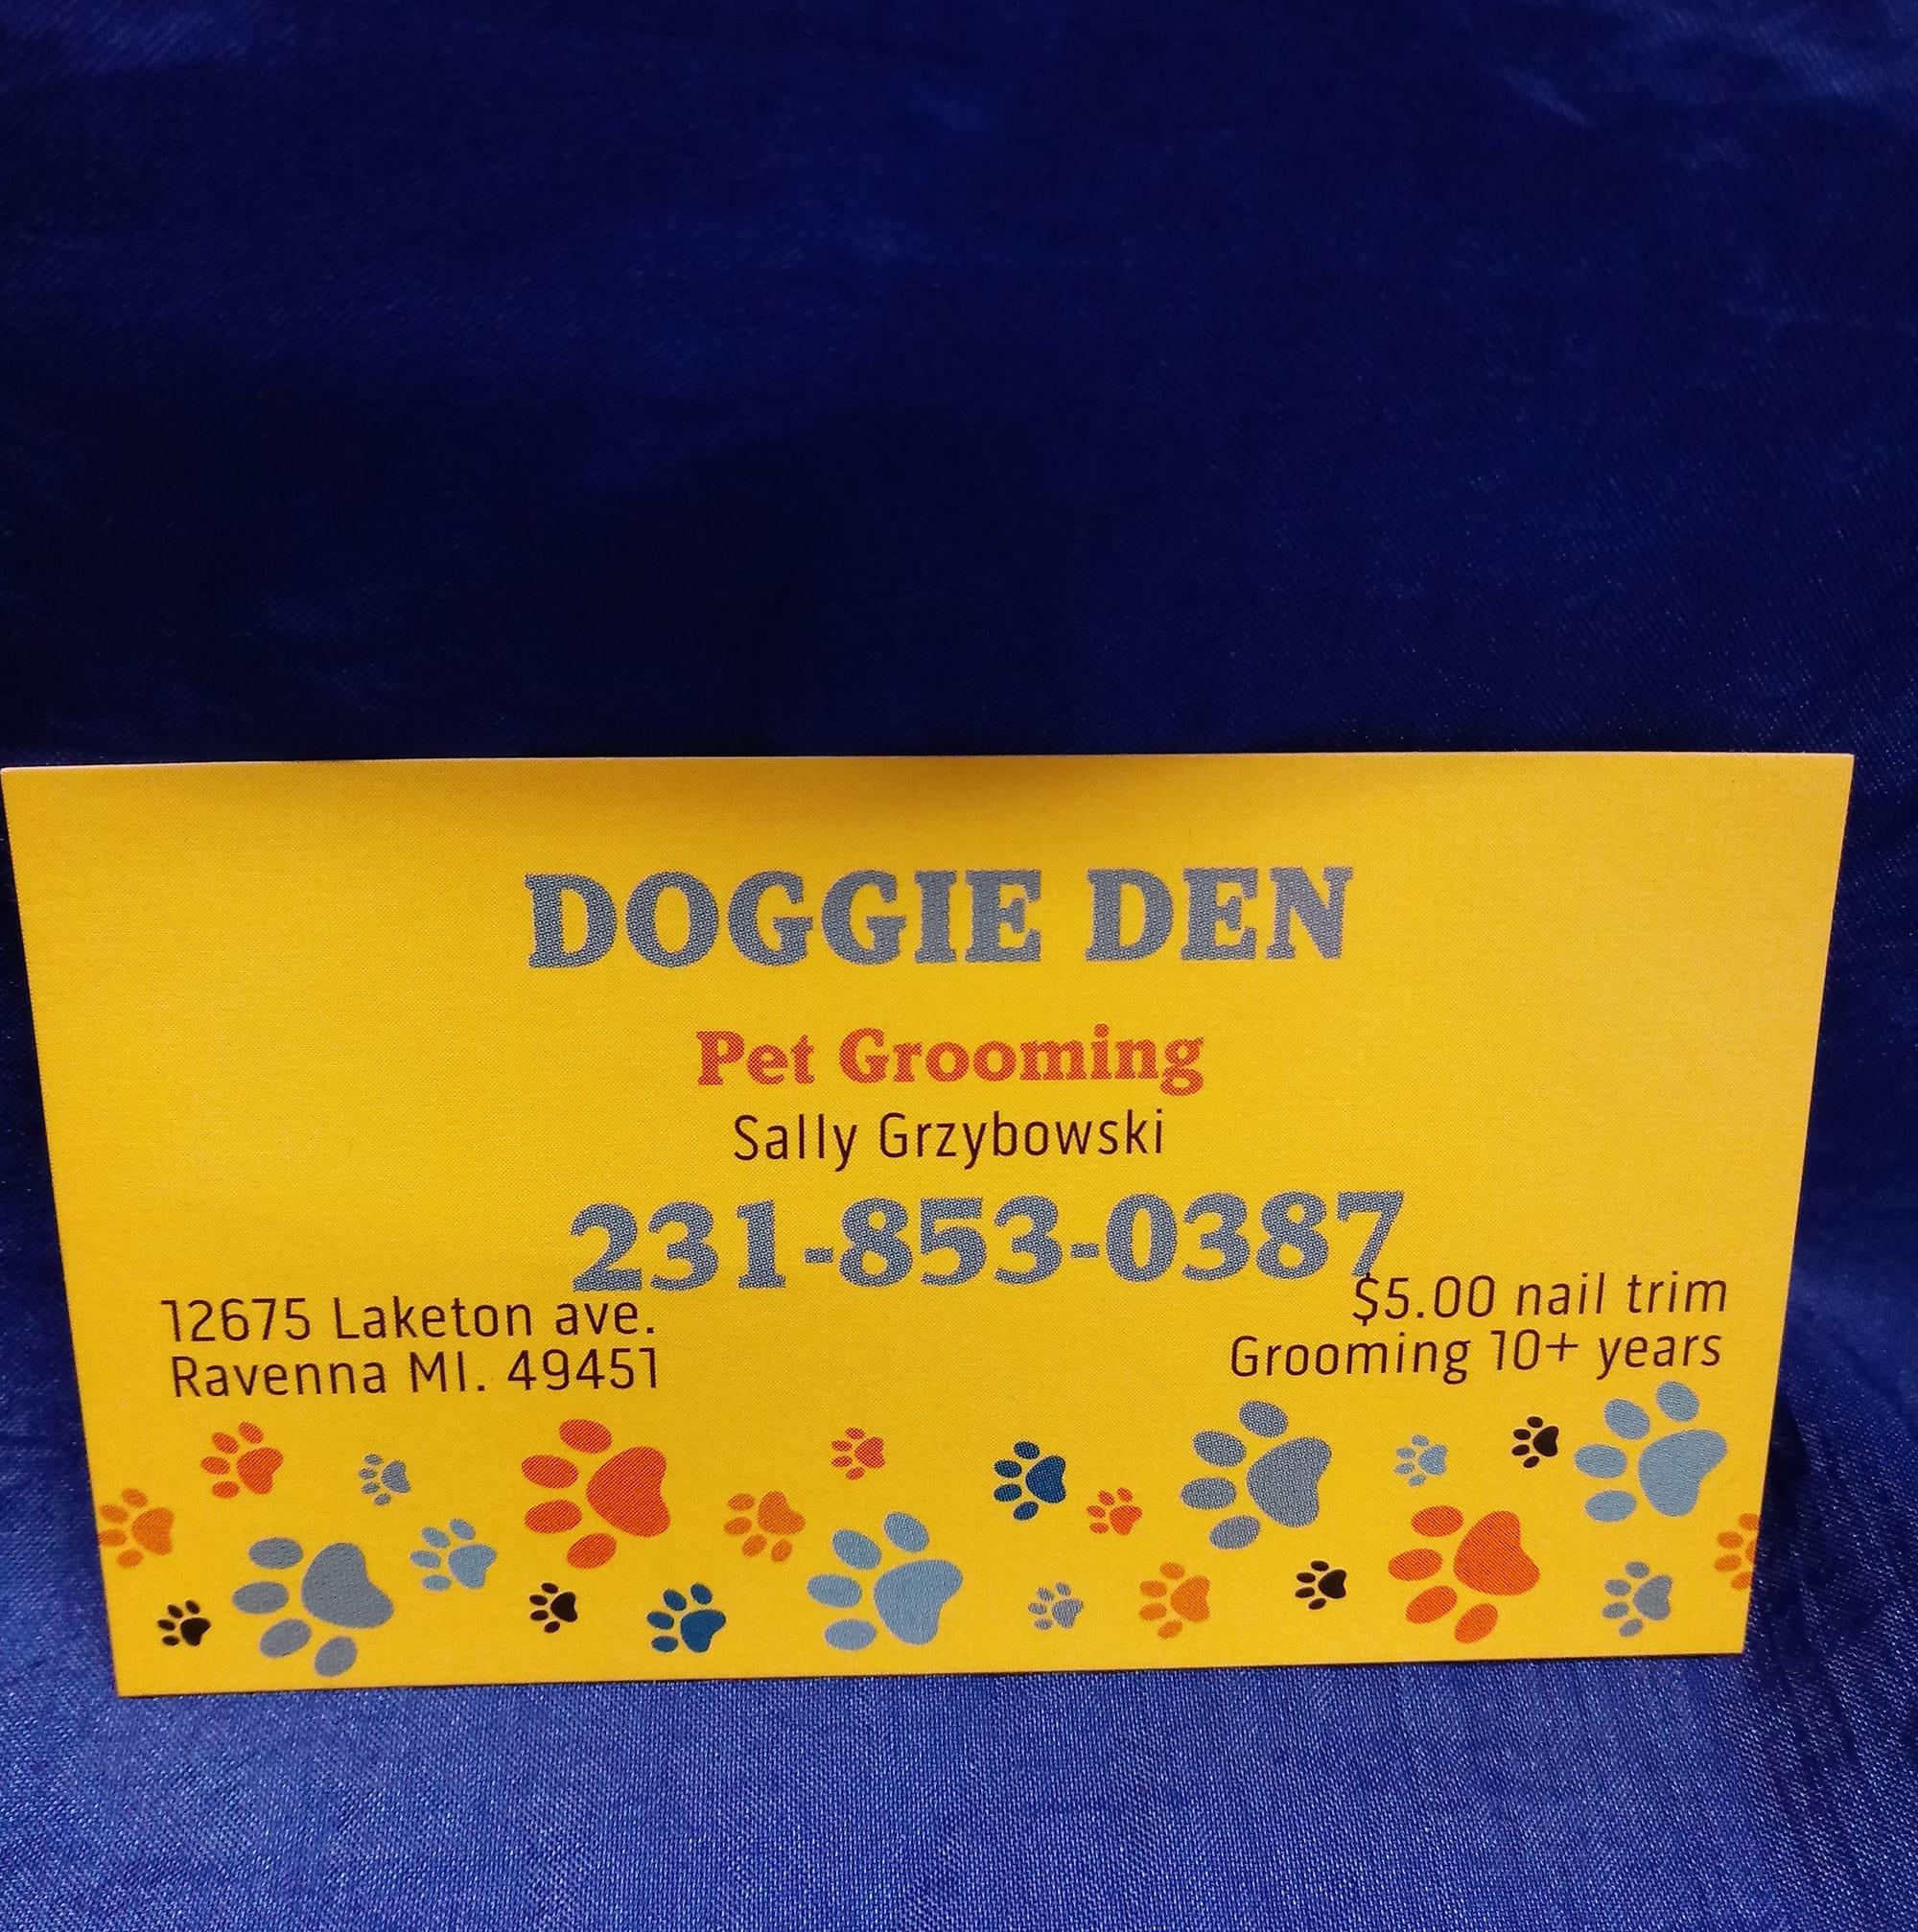 DOGGIE DEN
Pet Grooming
Sally Grzybowski
231-853-0387
12675 Laketon ave.
Ravenna MI. 49451
$5.00 nail trim
Grooming 10+ years